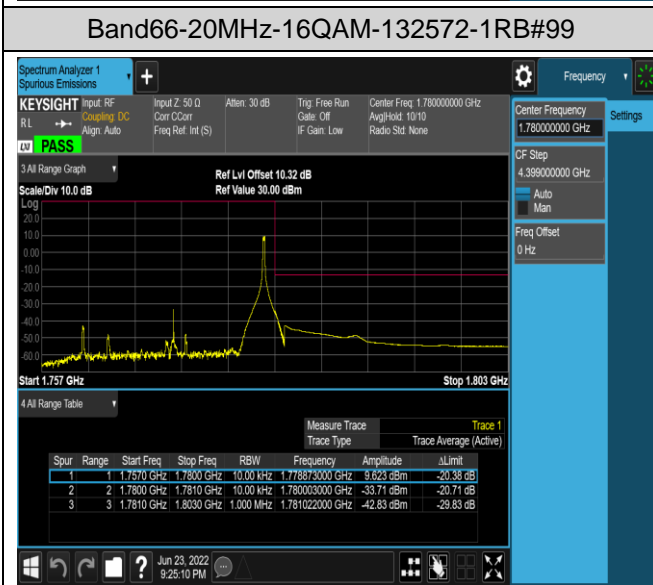 Band66-20MHz-16QAM-132572-1RB#99
Spectrum Analyzer 1
Spurious Emissions
Frequency
KEYSIGHT Input: RF Input Z: 50 Ω Atten: 30 dB Trig: Free Run Center Freq: 1.780000000 GHz
RL Coupling: DC Corr CCorr Gate: Off Avg|Hold: 10/10
Align: Auto Freq Ref: Int (S) IF Gain: Low Radio Std: None
LXI PASS
Center Frequency
1.780000000 GHz
Settings
CF Step
4.399000000 GHz
Auto
Man
Freq Offset
0 Hz
3 All Range Graph
Ref Lvl Offset 10.32 dB
Scale/Div 10.0 dB Ref Value 30.00 dBm
Log
20.0
10.0
0.00
-10.0
-20.0
-30.0
-40.0
-50.0
-60.0
Start 1.757 GHz Stop 1.803 GHz
4 All Range Table
Measure Trace Trace 1
Trace Type Trace Average (Active)
Spur Range Start Freq Stop Freq RBW Frequency Amplitude ΔLimit
1 1 1.7570 GHz 1.7800 GHz 10.00 kHz 1.778873000 GHz 9.623 dBm -20.38 dB
2 2 1.7800 GHz 1.7810 GHz 10.00 kHz 1.780003000 GHz -33.71 dBm -20.71 dB
3 3 1.7810 GHz 1.8030 GHz 1.000 MHz 1.781022000 GHz -42.83 dBm -29.83 dB
Jun 23, 2022
9:25:10 PM